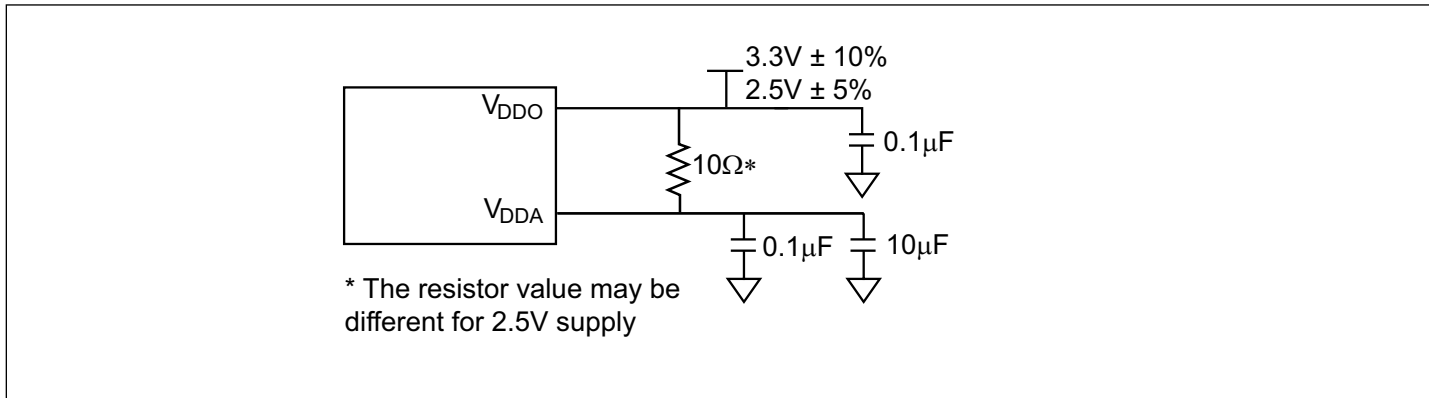 3.3V ± 10%
2.5V ± 5%
VDDO
0.1μF
10Ω*
VDDA
0.1μF
10μF
* The resistor value may be
different for 2.5V supply